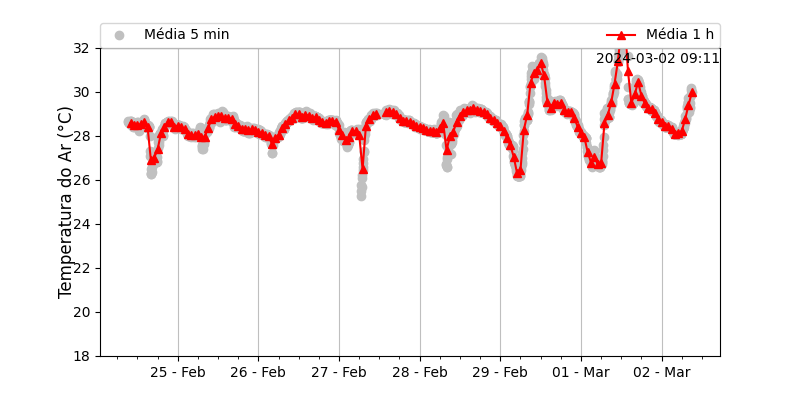 Média 5 min
Média 1 h
2024-03-02 09:11
Temperatura do Ar (°C)
32
30
28
26
24
22
20
18
25 - Feb
26 - Feb
27 - Feb
28 - Feb
29 - Feb
01 - Mar
02 - Mar